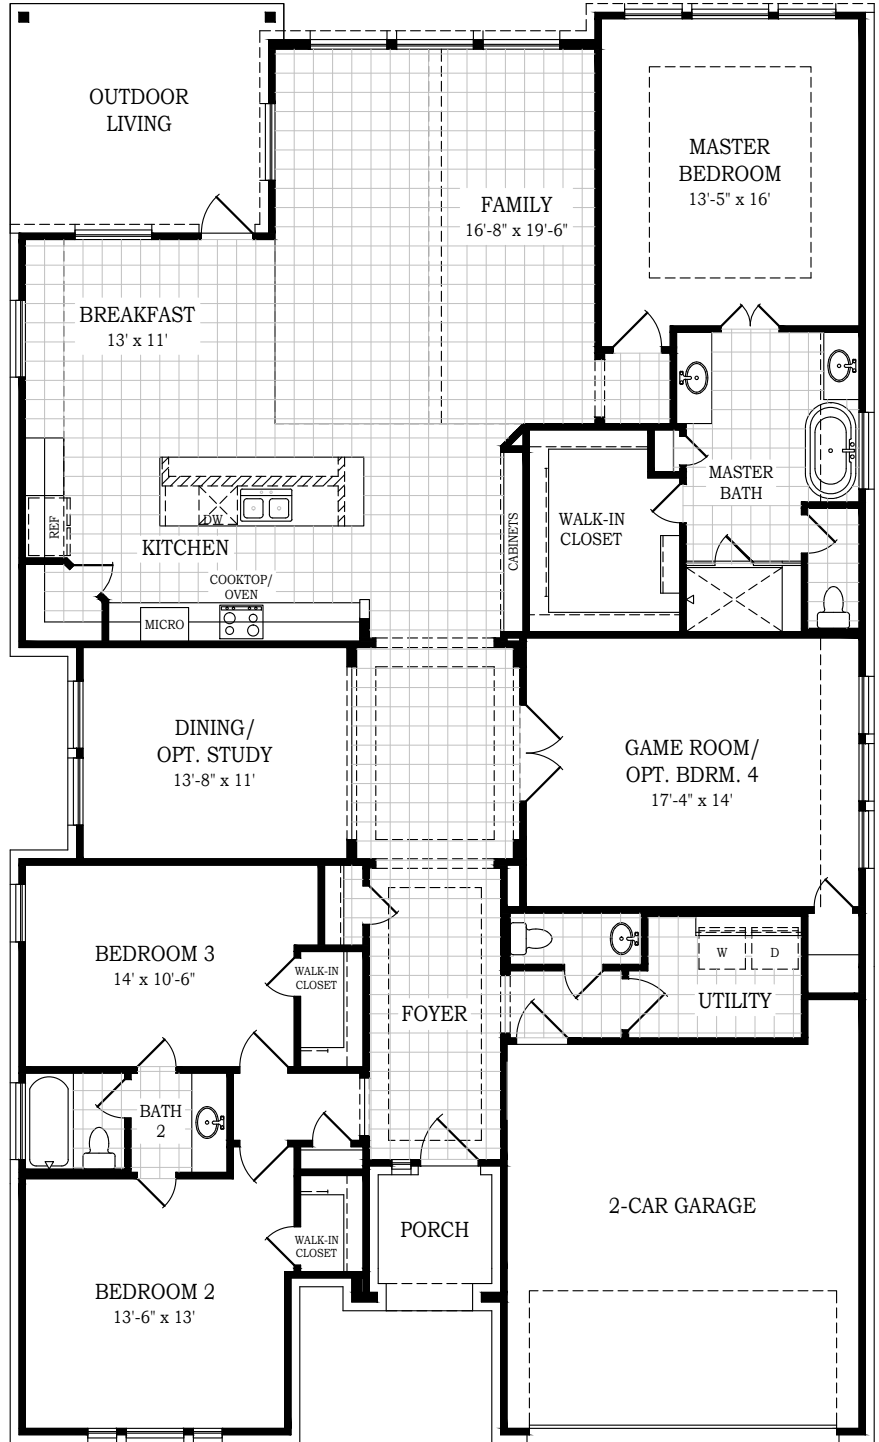 OUTDOOR
LIVING
MASTER
BEDROOM
13'-5" x 16'
FAMILY
16'-8" x 19'-6"
BREAKFAST
13' x 11'
MASTER
BATH
WALK-IN
CLOSET
CABINETS
REF
DW
KITCHEN
COOKTOP/
OVEN
MICRO
DINING/
OPT. STUDY
13'-8" x 11'
GAME ROOM/
OPT. BDRM. 4
17'-4" x 14'
BEDROOM 3
14' x 10'-6"
WALK-IN
CLOSET
FOYER
W
D
UTILITY
BATH
2
2-CAR GARAGE
PORCH
WALK-IN
CLOSET
BEDROOM 2
13'-6" x 13'